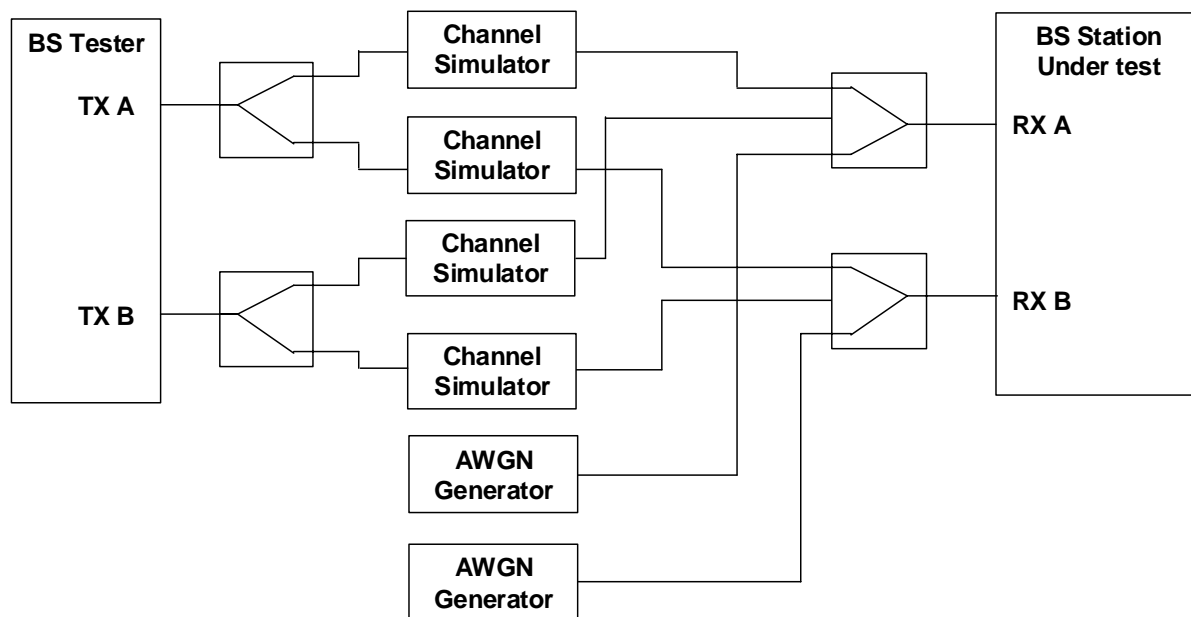 BS Tester
TX A
TX B
Channel
Simulator
Channel
Simulator
Channel
Simulator
Channel
Simulator
AWGN
Generator
AWGN
Generator
BS Station
Under test
RX A
RX B